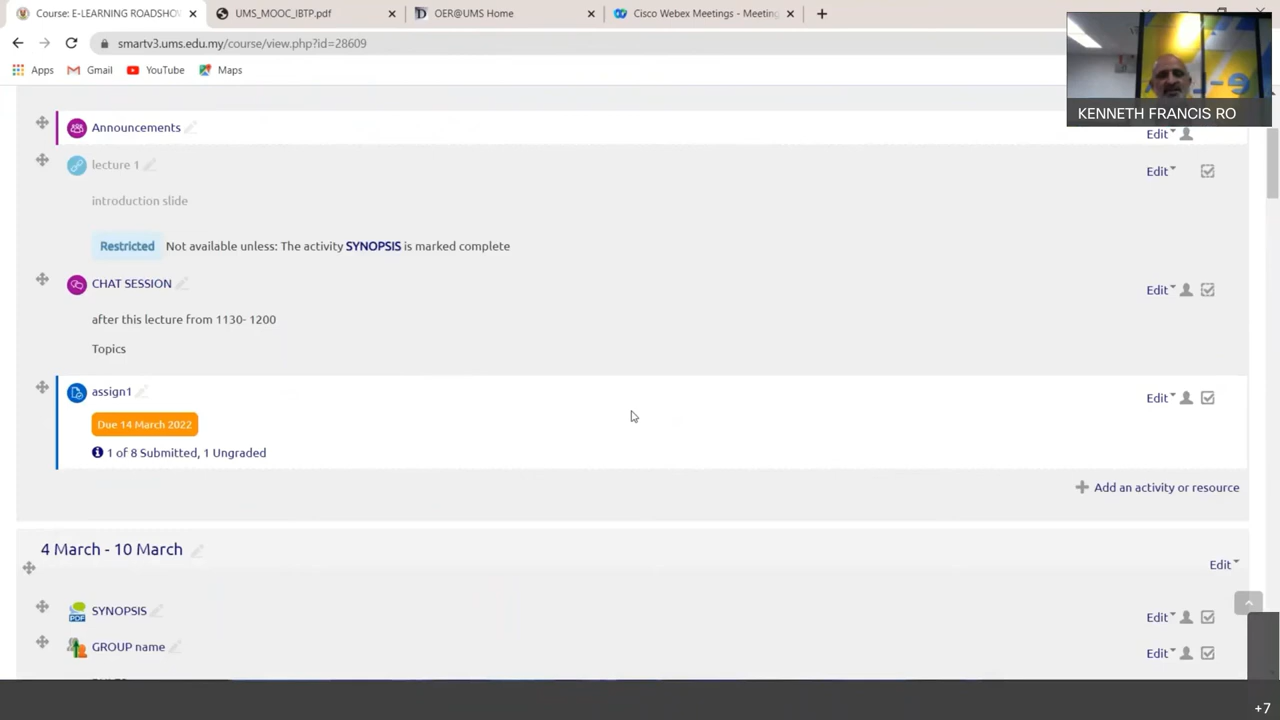 Course: E-LEARNING ROADSHOW
UMS_MOOC_IBTP.pdf
OER@UMS Home
Cisco Webex Meetings - Meeting
smartv3.ums.edu.my/course/view.php?id=28609
Apps
Gmail
YouTube
Maps
KENNETH FRANCIS RO
Announcements
Edit
lecture 1
Edit
introduction slide
Restricted Not available unless: The activity SYNOPSIS is marked complete
CHAT SESSION
Edit
after this lecture from 1130- 1200
Topics
assign1
Edit
Due 14 March 2022
1 of 8 Submitted, 1 Ungraded
Add an activity or resource
4 March - 10 March
Edit
PDF
SYNOPSIS
Edit
GROUP name
Edit
+7